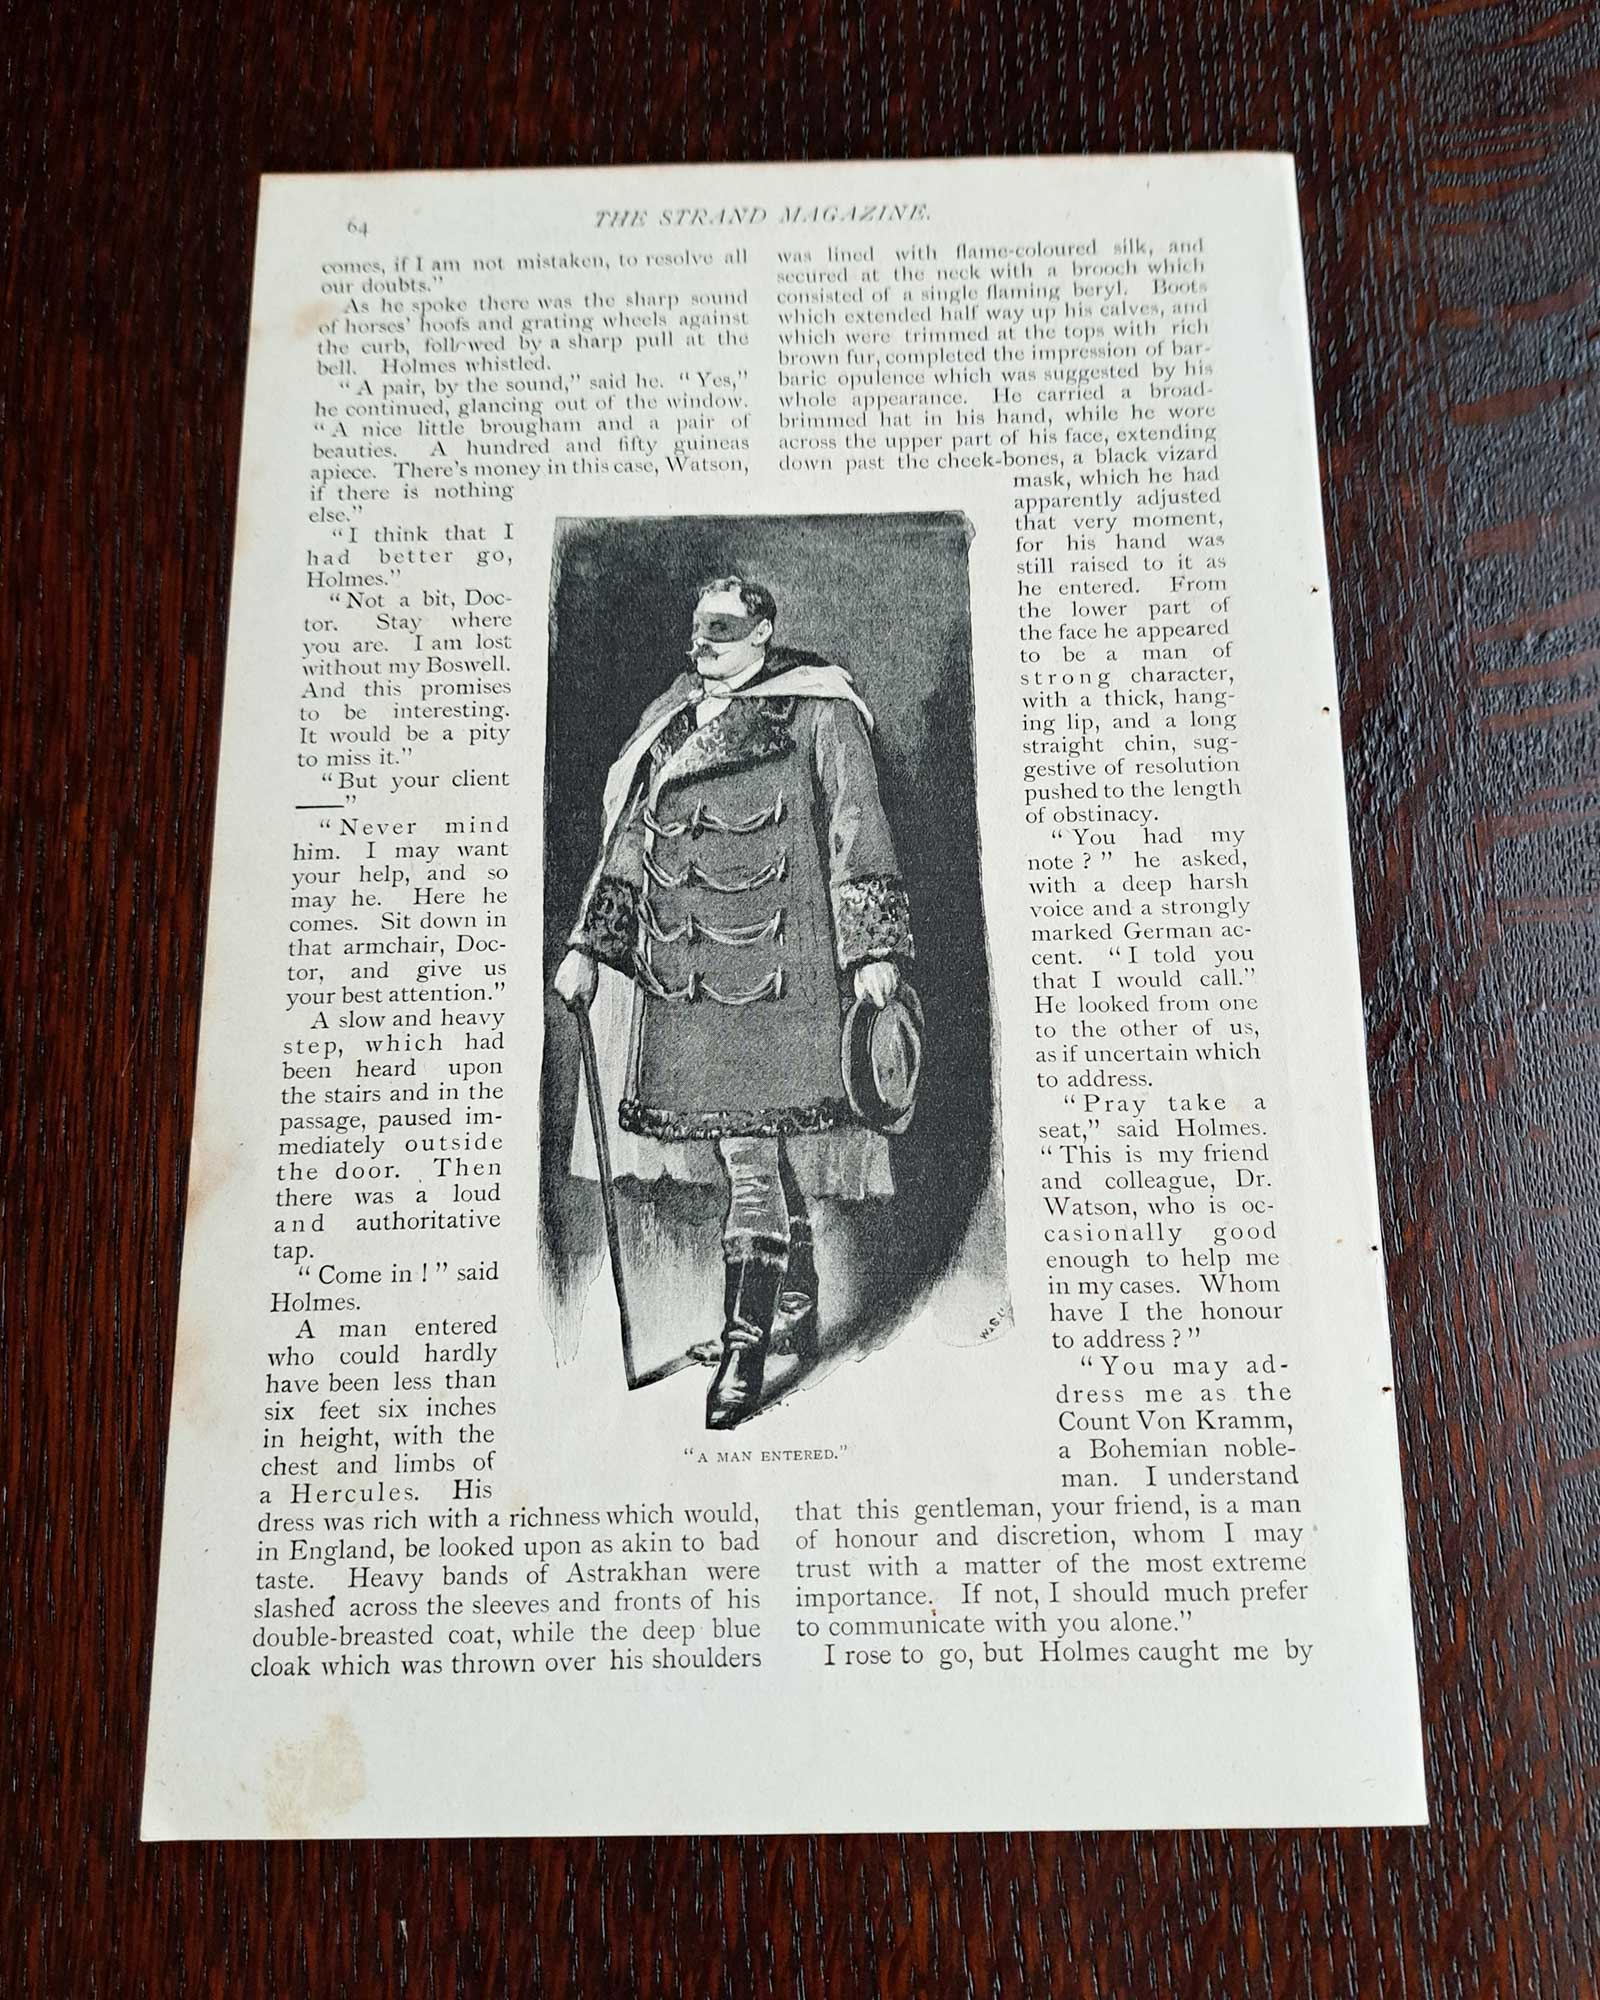 64
THE STRAND MAGAZINE.
comes, if I am not mistaken, to resolve all
our doubts.”
As he spoke there was the sharp sound
of horses’ hoofs and grating wheels against
the curb, followed by a sharp pull at the
bell. Holmes whistled.
“A pair, by the sound,” said he. “Yes,”
he continued, glancing out of the window.
“A nice little brougham and a pair of
beauties. A hundred and fifty guineas
apiece. There’s money in this case, Watson,
if there is nothing
else.”
“I think that I
had better go,
Holmes.”
“Not a bit, Doc-
tor. Stay where
you are. I am lost
without my Boswell.
And this promises
to be interesting.
It would be a pity
to miss it.”
“But your client
——”
“Never mind
him. I may want
your help, and so
may he. Here he
comes. Sit down in
that armchair, Doc-
tor, and give us
your best attention.”
A slow and heavy
step, which had
been heard upon
the stairs and in the
passage, paused im-
mediately outside
the door. Then
there was a loud
and authoritative
tap.
“Come in!” said
Holmes.
A man entered
who could hardly
have been less than
six feet six inches
in height, with the
chest and limbs of
a Hercules. His
dress was rich with a richness which would,
in England, be looked upon as akin to bad
taste. Heavy bands of Astrakhan were
slashed across the sleeves and fronts of his
double-breasted coat, while the deep blue
cloak which was thrown over his shoulders
was lined with flame-coloured silk, and
secured at the neck with a brooch which
consisted of a single flaming beryl. Boots
which extended half way up his calves, and
which were trimmed at the tops with rich
brown fur, completed the impression of bar-
baric opulence which was suggested by his
whole appearance. He carried a broad-
brimmed hat in his hand, while he wore
across the upper part of his face, extending
down past the cheek-bones, a black vizard
mask, which he had
apparently adjusted
that very moment,
for his hand was
still raised to it as
he entered. From
the lower part of
the face he appeared
to be a man of
strong character,
with a thick, hang-
ing lip, and a long
straight chin, sug-
gestive of resolution
pushed to the length
of obstinacy.
“You had my
note?” he asked,
with a deep harsh
voice and a strongly
marked German ac-
cent. “I told you
that I would call.”
He looked from one
to the other of us,
as if uncertain which
to address.
“Pray take a
seat,” said Holmes.
“This is my friend
and colleague, Dr.
Watson, who is oc-
casionally good
enough to help me
in my cases. Whom
have I the honour
to address?”
“You may ad-
dress me as the
Count Von Kramm,
a Bohemian noble-
man. I understand
that this gentleman, your friend, is a man
of honour and discretion, whom I may
trust with a matter of the most extreme
importance. If not, I should much prefer
to communicate with you alone.”
I rose to go, but Holmes caught me by
“A MAN ENTERED.”